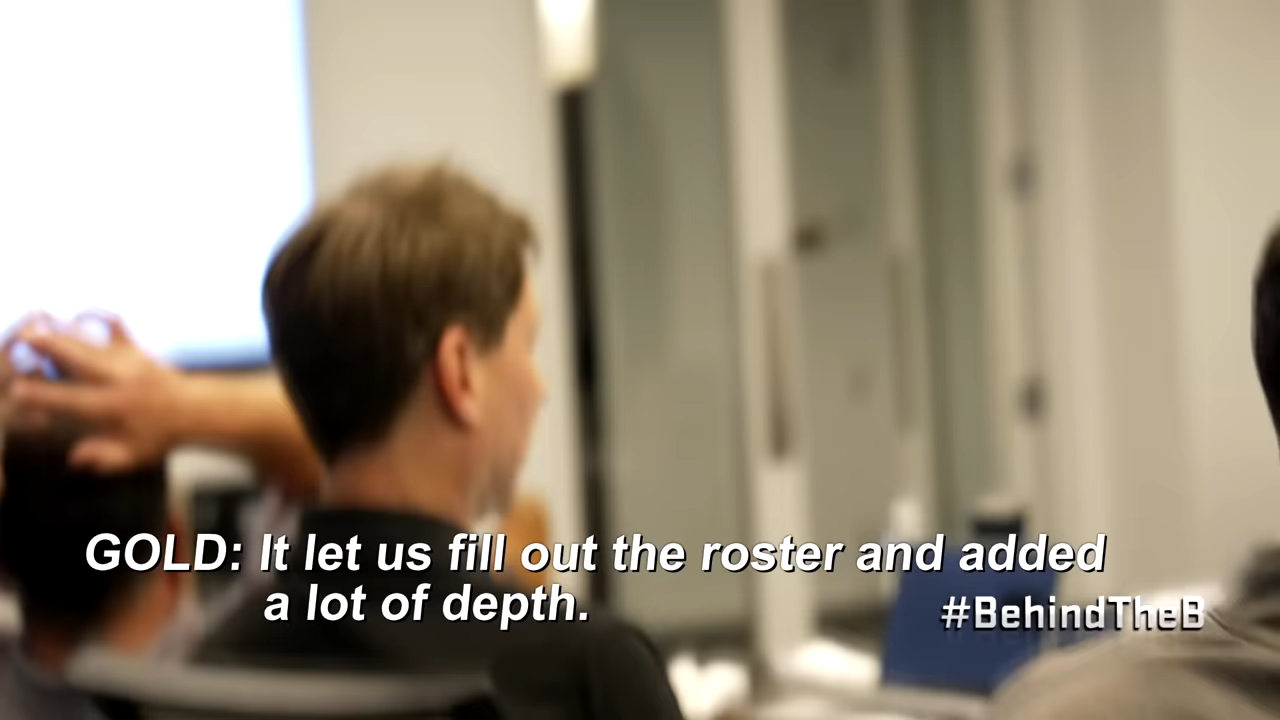 GOLD: It let us fill out the roster and added
a lot of depth.
#BehindTheB